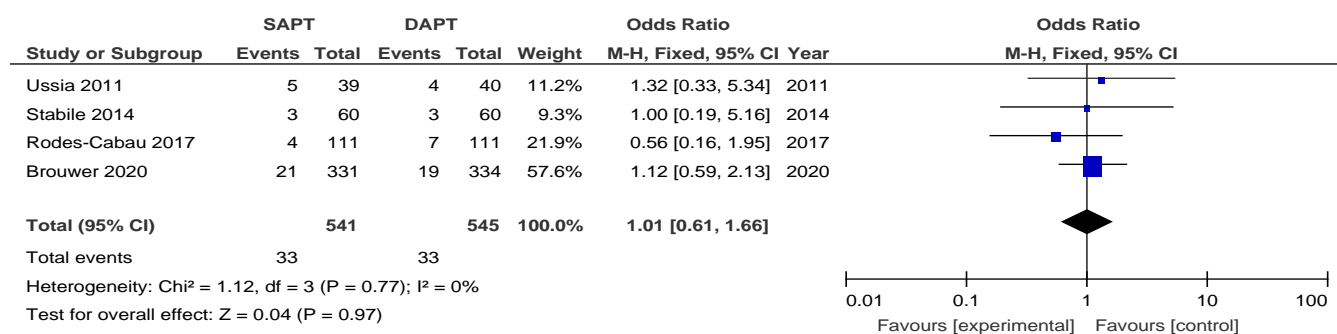 SAPT DAPT Odds Ratio Odds Ratio
Study or Subgroup Events Total Events Total Weight M-H, Fixed, 95% CI Year M-H, Fixed, 95% CI
Ussia 2011 5 39 4 40 11.2% 1.32 [0.33, 5.34] 2011
Stabile 2014 3 60 3 60 9.3% 1.00 [0.19, 5.16] 2014
Rodes-Cabau 2017 4 111 7 111 21.9% 0.56 [0.16, 1.95] 2017
Brouwer 2020 21 331 19 334 57.6% 1.12 [0.59, 2.13] 2020
Total (95% CI) 541 545 100.0% 1.01 [0.61, 1.66]
Total events 33 33
Heterogeneity: Chi² = 1.12, df = 3 (P = 0.77); I² = 0%
Test for overall effect: Z = 0.04 (P = 0.97)
0.01 0.1 1 10 100
Favours [experimental] Favours [control]